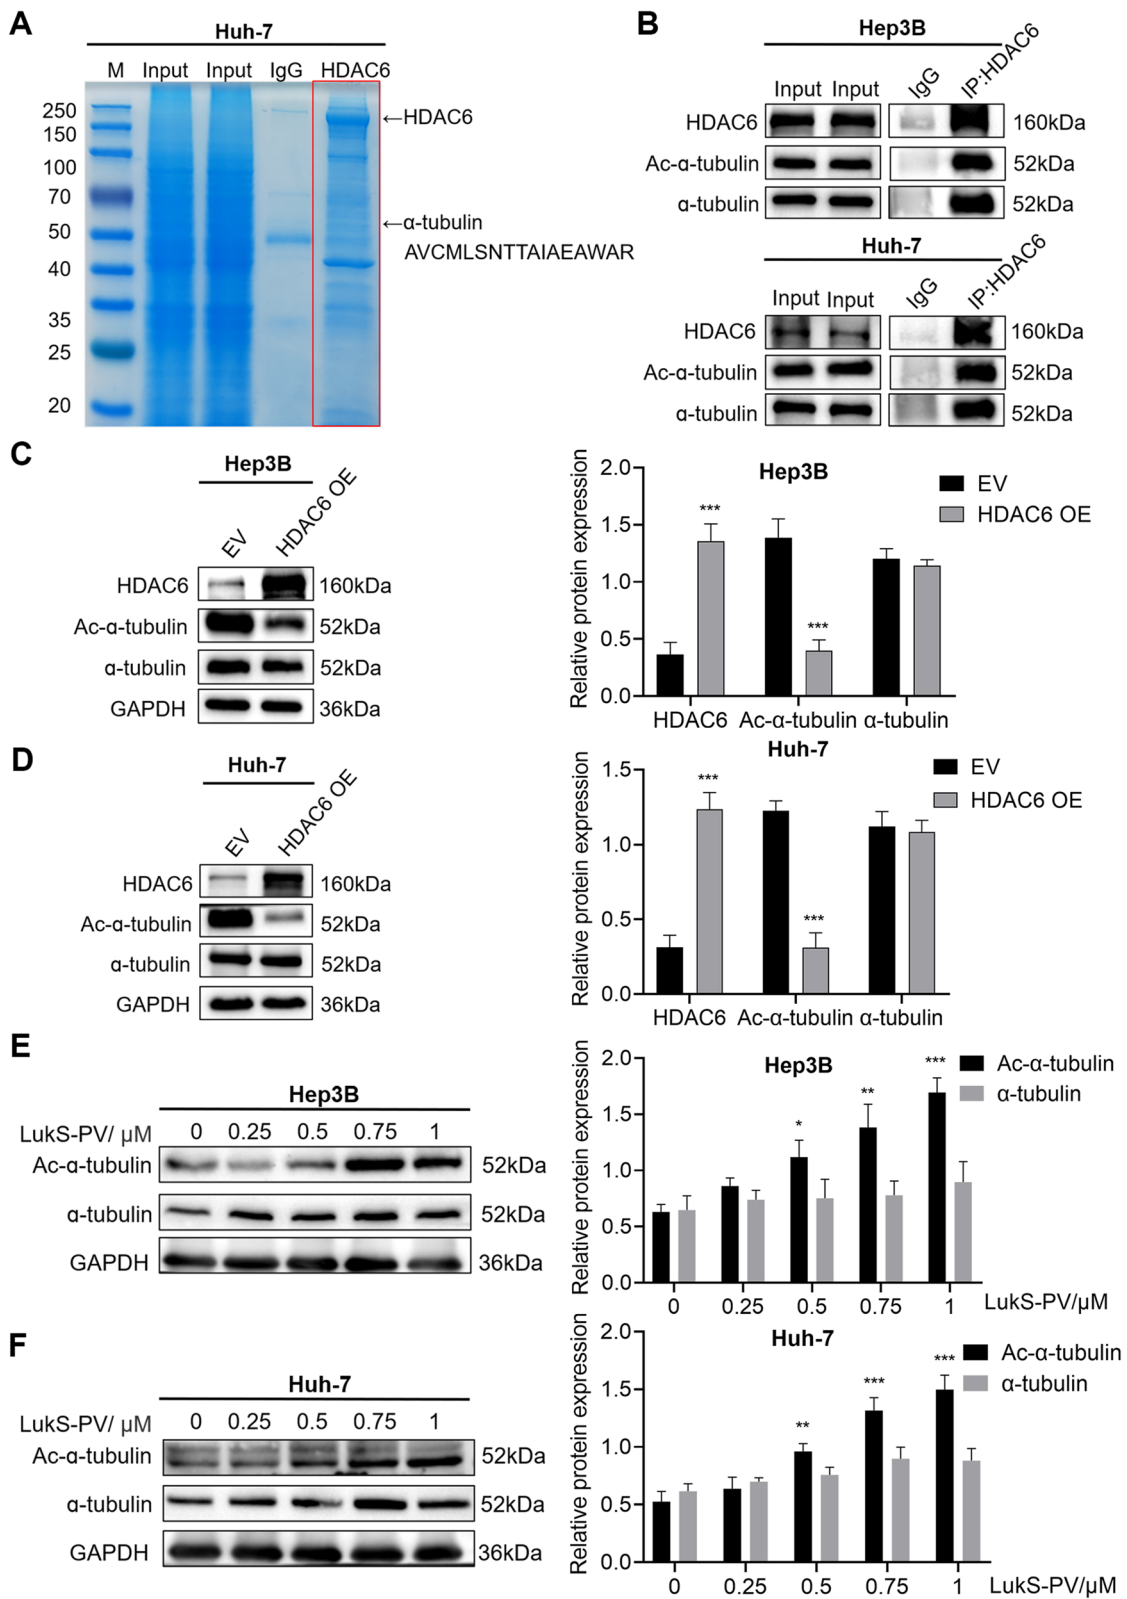 A
Huh-7
M Input Input IgG HDAC6
250
150
100
70
50
40
35
25
20
←HDAC6
←α-tubulin
AVCMLSNTTAIAEAWAR
B
Hep3B
Input Input IgG IP:HDAC6
HDAC6 160kDa
Ac-α-tubulin 52kDa
α-tubulin 52kDa
Huh-7
Input Input IgG IP:HDAC6
HDAC6 160kDa
Ac-α-tubulin 52kDa
α-tubulin 52kDa
C
Hep3B
EV HDAC6 OE
HDAC6 160kDa
Ac-α-tubulin 52kDa
α-tubulin 52kDa
GAPDH 36kDa
Hep3B
EV
HDAC6 OE
Relative protein expression
2.0
1.5
1.0
0.5
0.0
***
***
HDAC6 Ac-α-tubulin α-tubulin
D
Huh-7
EV HDAC6 OE
HDAC6 160kDa
Ac-α-tubulin 52kDa
α-tubulin 52kDa
GAPDH 36kDa
Huh-7
EV
HDAC6 OE
Relative protein expression
1.5
1.0
0.5
0.0
***
***
HDAC6 Ac-α-tubulin α-tubulin
E
Hep3B
LukS-PV/ μM 0 0.25 0.5 0.75 1
Ac-α-tubulin 52kDa
α-tubulin 52kDa
GAPDH 36kDa
Hep3B
Ac-α-tubulin
α-tubulin
Relative protein expression
2.0
1.5
1.0
0.5
0.0
*
**
***
0 0.25 0.5 0.75 1 LukS-PV/μM
F
Huh-7
LukS-PV/ μM 0 0.25 0.5 0.75 1
Ac-α-tubulin 52kDa
α-tubulin 52kDa
GAPDH 36kDa
Huh-7
Ac-α-tubulin
α-tubulin
Relative protein expression
2.0
1.5
1.0
0.5
0.0
**
***
***
0 0.25 0.5 0.75 1 LukS-PV/μM